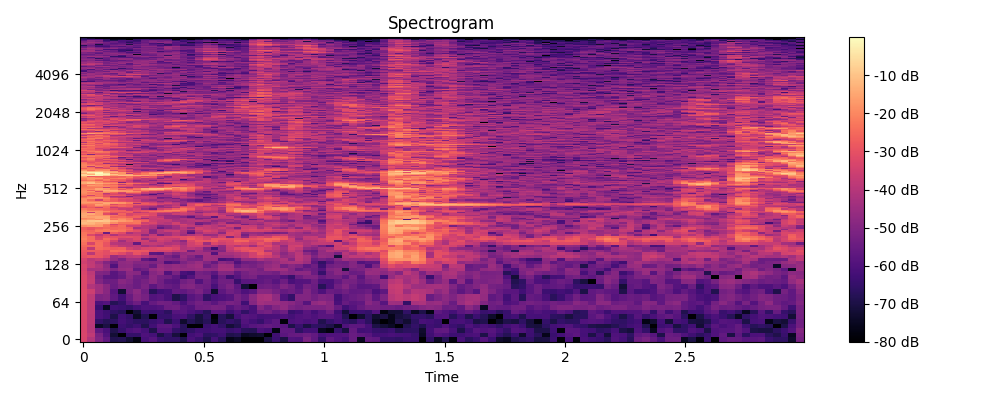 Spectrogram
Hz
4096
2048
1024
512
256
128
64
0
0 0.5 1 1.5 2 2.5
Time
-10 dB
-20 dB
-30 dB
-40 dB
-50 dB
-60 dB
-70 dB
-80 dB